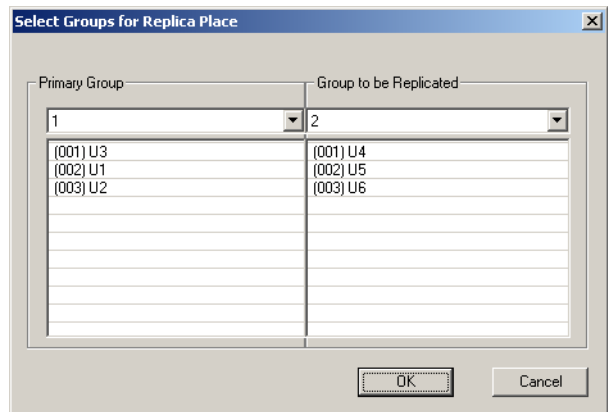 Select Groups for Replica Place
Primary Group
Group to be Replicated
1
2
(001) U3
(002) U1
(003) U2
(001) U4
(002) U5
(003) U6
OK
Cancel